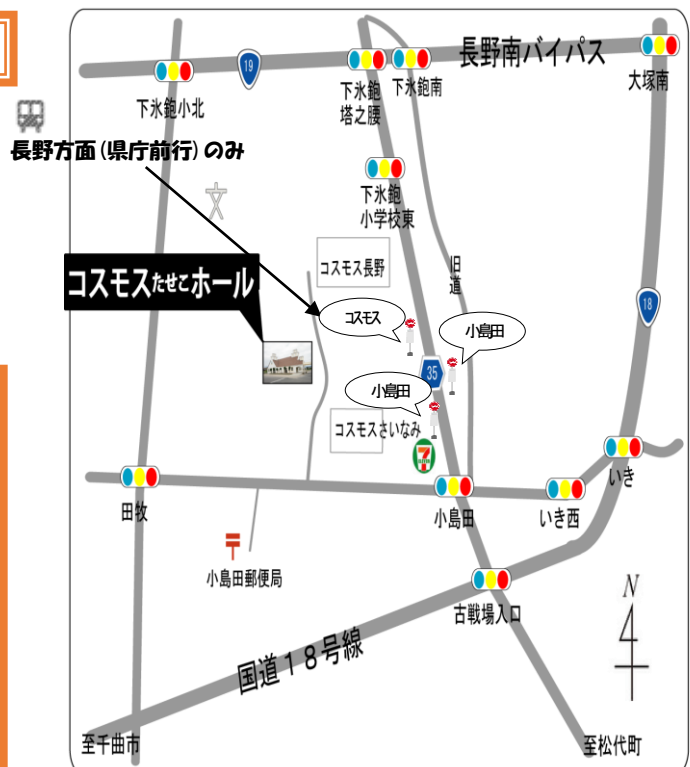 長野南バイパス
19
大塚南
下氷鉋小北
下氷鉋
塔之腰
下氷鉋南
長野方面(県庁前行)のみ
文
下氷鉋
小学校東
コスモス長野
旧道
コスモスたせこホール
コスモス
小島田
18
35
小島田
コスモスさいなみ
7
田牧
小島田
いき西
いき
小島田郵便局
古戦場入口
N
国道18号線
至千曲市
至松代町